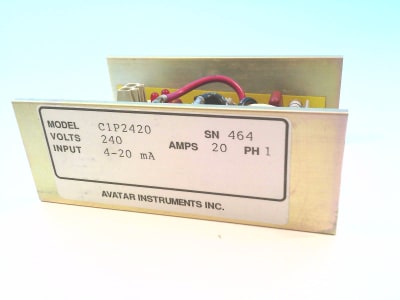 MODEL C1P2420 SN 464
VOLTS 240 AMPS 20 PH 1
INPUT 4-20 mA
AVATAR INSTRUMENTS INC.